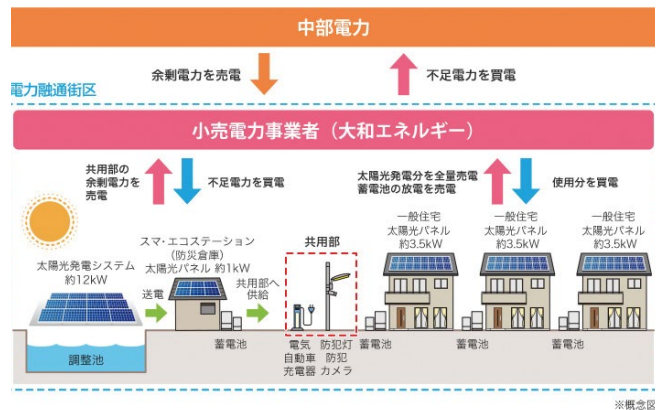 中部電力
余剰電力を売電
不足電力を買電
電力融通街区
小売電力事業者（大和エネルギー）
共用部の
余剰電力を
売電
不足電力を買電
太陽光発電分を全量売電
蓄電池の放電を売電
使用分を買電
太陽光発電システム
約12kW
スマ・エコステーション
（防災倉庫）
太陽光パネル 約1kW
送電
共用部へ
供給
共用部
一般住宅
太陽光パネル
約3.5kW
一般住宅
太陽光パネル
約3.5kW
一般住宅
太陽光パネル
約3.5kW
調整池
蓄電池
電気
自動車
充電器
防犯灯
防犯
カメラ
蓄電池
蓄電池
蓄電池
※概念図